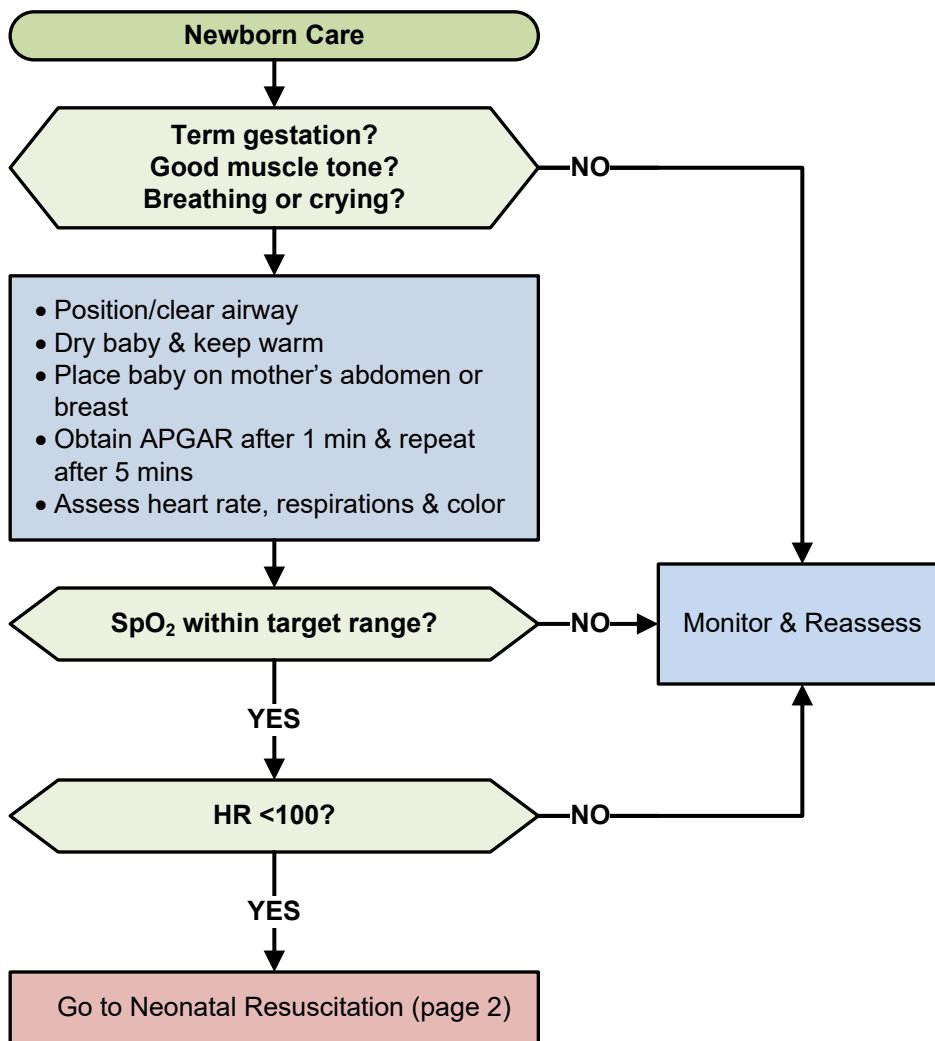 Newborn Care
Term gestation?
Good muscle tone?
Breathing or crying?
NO
• Position/clear airway
• Dry baby & keep warm
• Place baby on mother’s abdomen or
breast
• Obtain APGAR after 1 min & repeat
after 5 mins
• Assess heart rate, respirations & color
SpO₂ within target range?
NO
Monitor & Reassess
YES
HR <100?
NO
YES
Go to Neonatal Resuscitation (page 2)